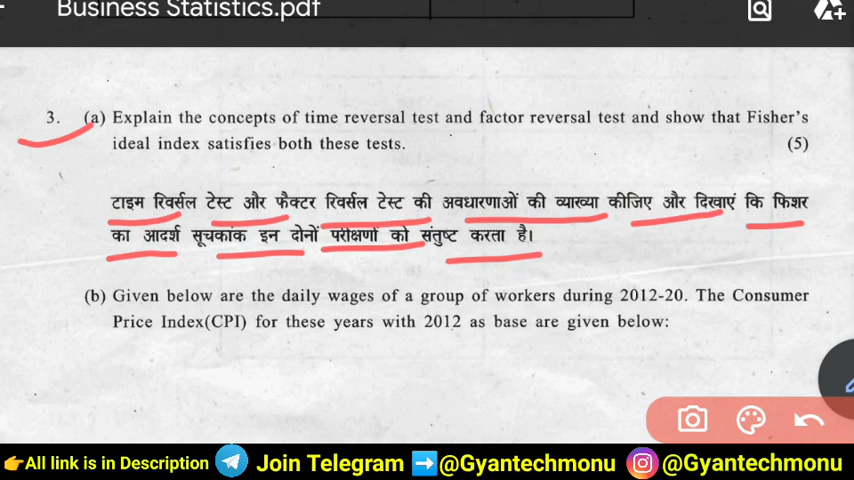 Business Statistics.pdf
3. (a) Explain the concepts of time reversal test and factor reversal test and show that Fisher's
ideal index satisfies both these tests. (5)
टाइम रिवर्सल टेस्ट और फैक्टर रिवर्सल टेस्ट की अवधारणाओं की व्याख्या कीजिए और दिखाएं कि फिशर
का आदर्श सूचकांक इन दोनों परीक्षणों को संतुष्ट करता है।
(b) Given below are the daily wages of a group of workers during 2012-20. The Consumer
Price Index(CPI) for these years with 2012 as base are given below:
All link is in Description Join Telegram @Gyantechmonu @Gyantechmonu